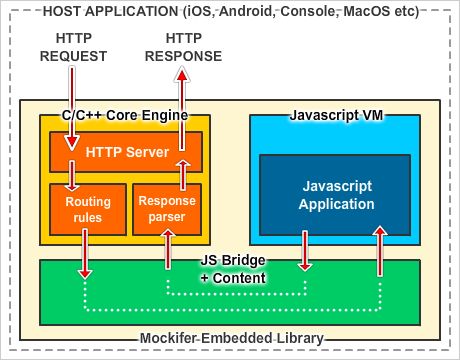 HOST APPLICATION (iOS, Android, Console, MacOS etc)
HTTP
REQUEST
HTTP
RESPONSE
C/C++ Core Engine
Javascript VM
HTTP Server
Routing
rules
Response
parser
Javascript
Application
JS Bridge
+ Content
Mockifer Embedded Library